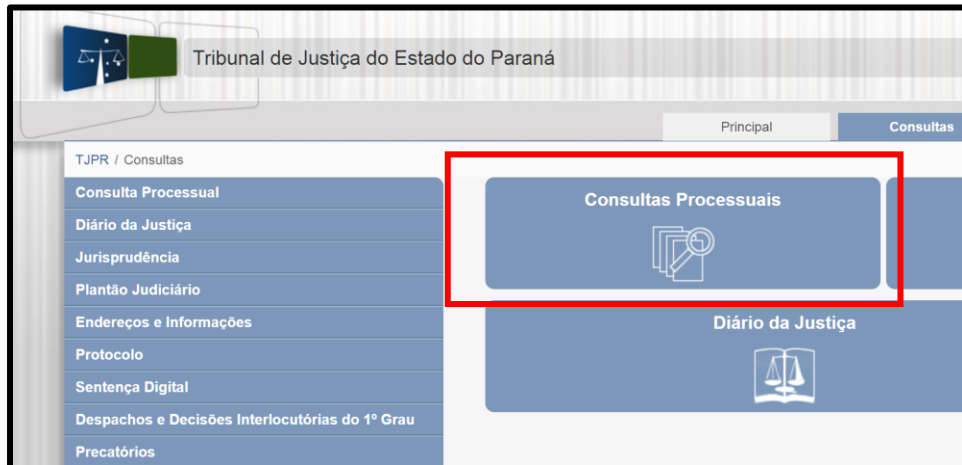 Tribunal de Justiça do Estado do Paraná
Principal
Consultas
TJPR / Consultas
Consulta Processual
Diário da Justiça
Jurisprudência
Plantão Judiciário
Endereços e Informações
Protocolo
Sentença Digital
Despachos e Decisões Interlocutórias do 1º Grau
Precatórios
Consultas Processuais
Diário da Justiça